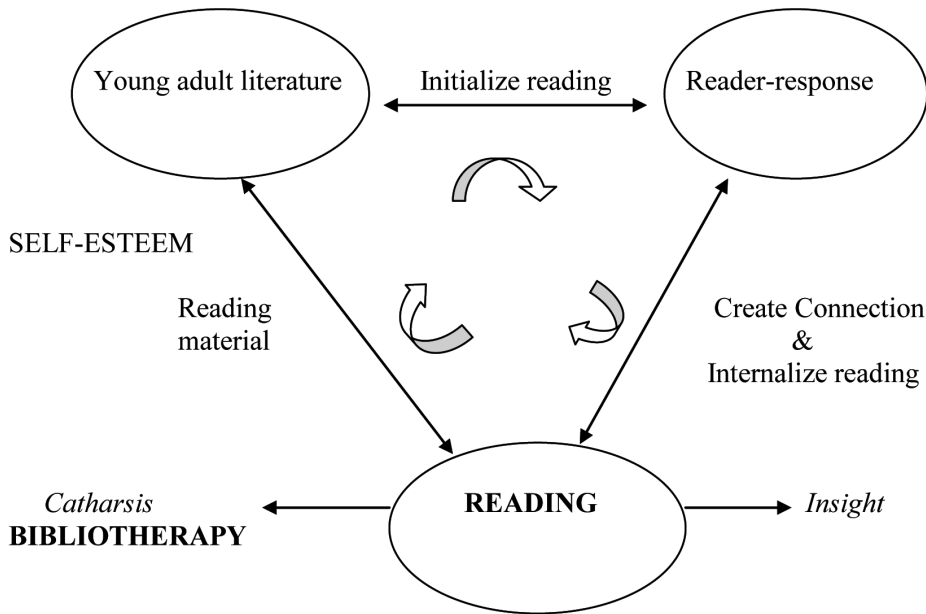 Young adult literature
Initialize reading
Reader-response
SELF-ESTEEM
Reading
material
Create Connection
&
Internalize reading
Catharsis
BIBLIOTHERAPY
READING
Insight